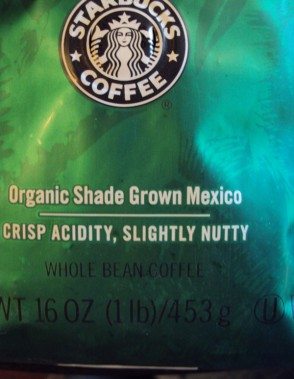 STARBUCKS
COFFEE
®
Organic Shade Grown Mexico
CRISP ACIDITY, SLIGHTLY NUTTY
WHOLE BEAN COFFEE
WT 16 OZ (1 lb)/453 g U